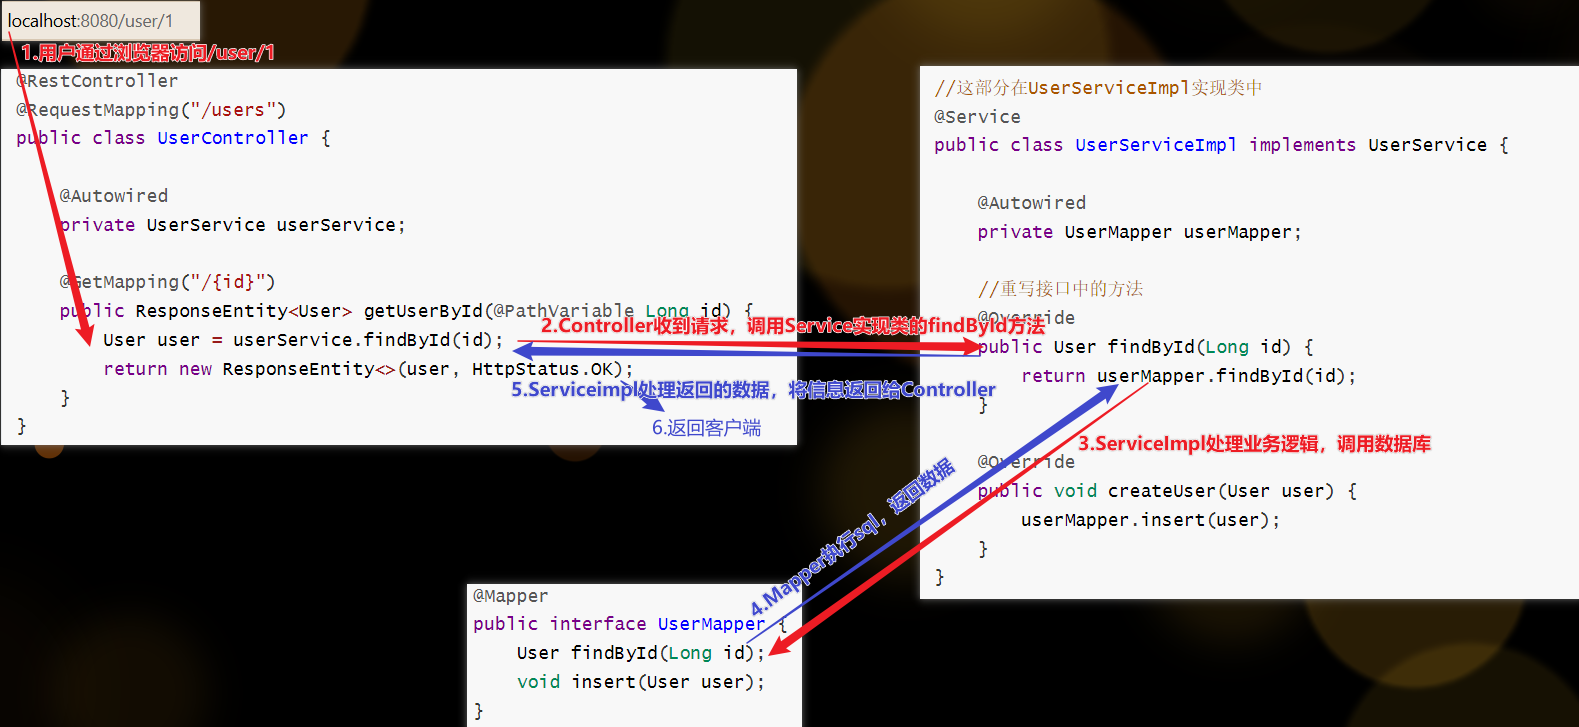 localhost:8080/user/1
1.用户通过浏览器访问/user/1
@RestController
@RequestMapping("/users")
public class UserController {
@Autowired
private UserService userService;
@GetMapping("/{id}")
public ResponseEntity<User> getUserById(@PathVariable Long id) {
User user = userService.findById(id);
return new ResponseEntity<>(user, HttpStatus.OK);
}
}
2.Controller收到请求，调用Service实现类的findById方法
5.Serviceimpl处理返回的数据，将信息返回给Controller
6.返回客户端
//这部分在UserServiceImpl实现类中
@Service
public class UserServiceImpl implements UserService {
@Autowired
private UserMapper userMapper;
//重写接口中的方法
@Override
public User findById(Long id) {
return userMapper.findById(id);
}
3.ServiceImpl处理业务逻辑，调用数据库
@Override
public void createUser(User user) {
userMapper.insert(user);
}
}
4.Mapper执行sql，返回数据
@Mapper
public interface UserMapper {
User findById(Long id);
void insert(User user);
}